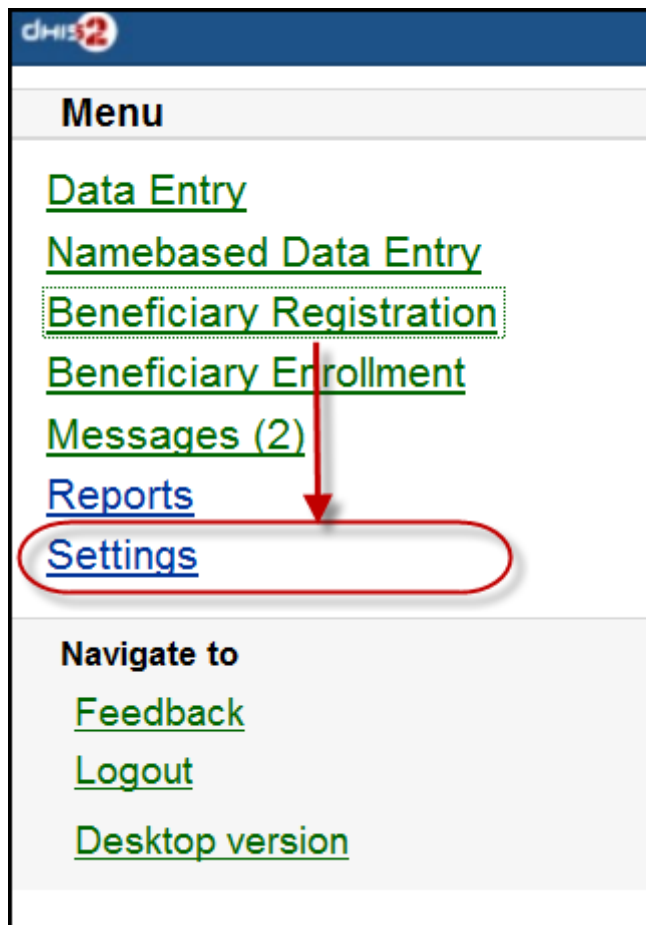 dHIS2
Menu
Data Entry
Namebased Data Entry
Beneficiary Registration
Beneficiary Enrollment
Messages (2)
Reports
Settings
Navigate to
Feedback
Logout
Desktop version